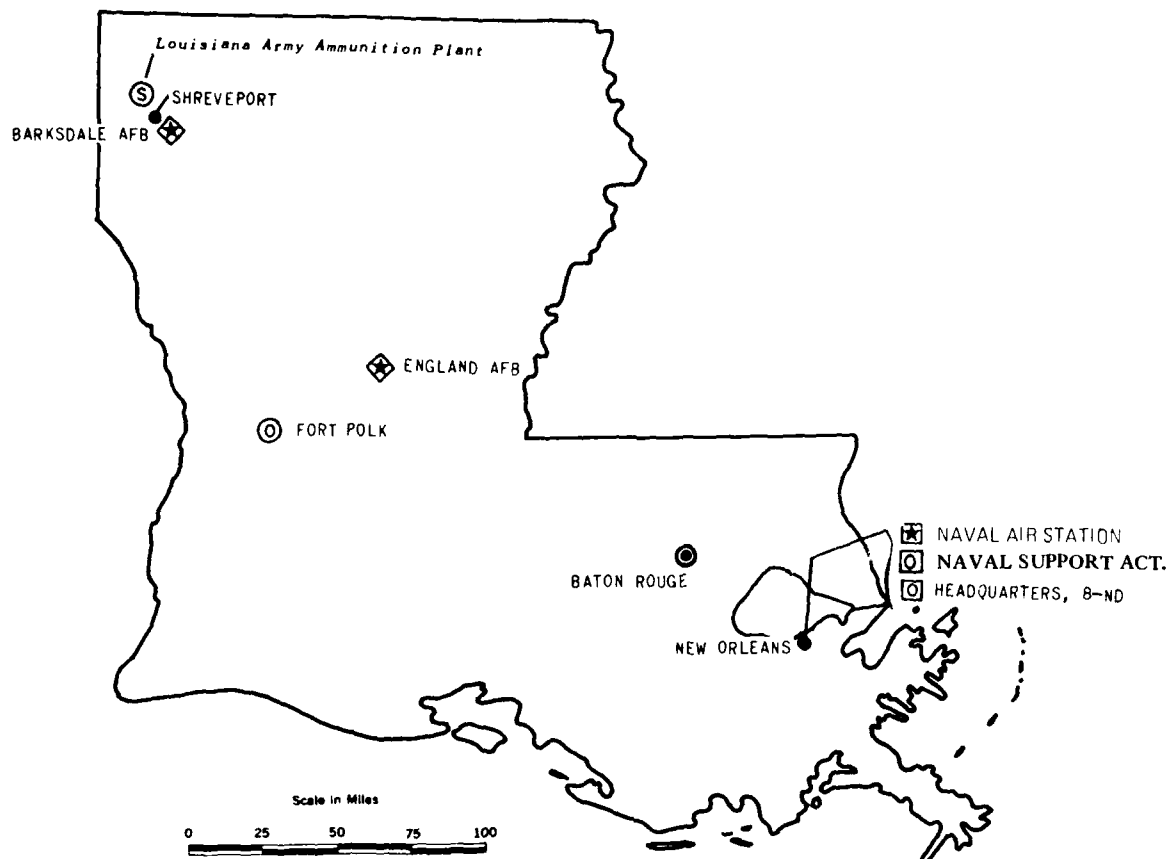 Louisiana Army Ammunition Plant
S
SHREVEPORT
BARKSDALE AFB
ENGLAND AFB
O FORT POLK
NAVAL AIR STATION
O NAVAL SUPPORT ACT.
O HEADQUARTERS, 8-ND
BATON ROUGE
NEW ORLEANS
Scale in Miles
0 25 50 75 100